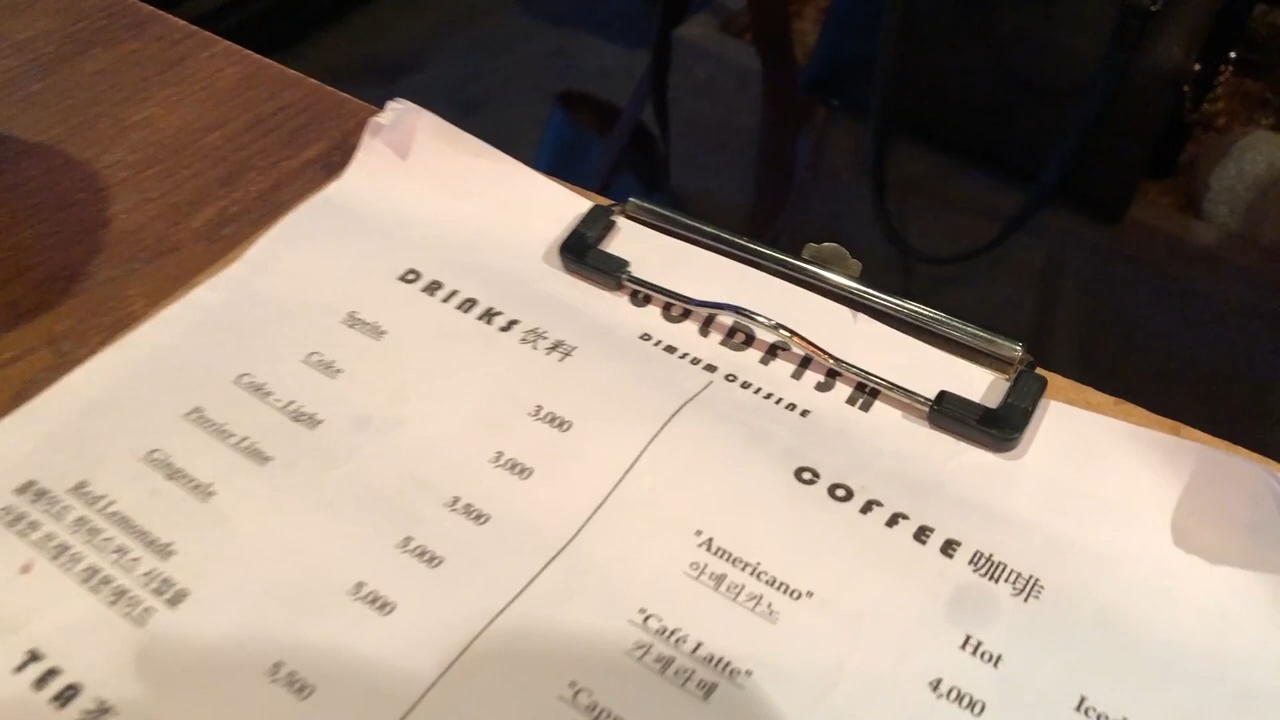 GOLDFISH
DIMSUM CUISINE
DRINKS 饮料
Sprite 3,000
Coke 3,000
Coke - Light 3,500
Perrier Lime 5,000
Gingerale 5,000
Red Lemonade 5,500
TEA
COFFEE 咖啡
Hot Iced
"Americano"
아메리카노
4,000
"Café Latte"
카페라떼
"Capp